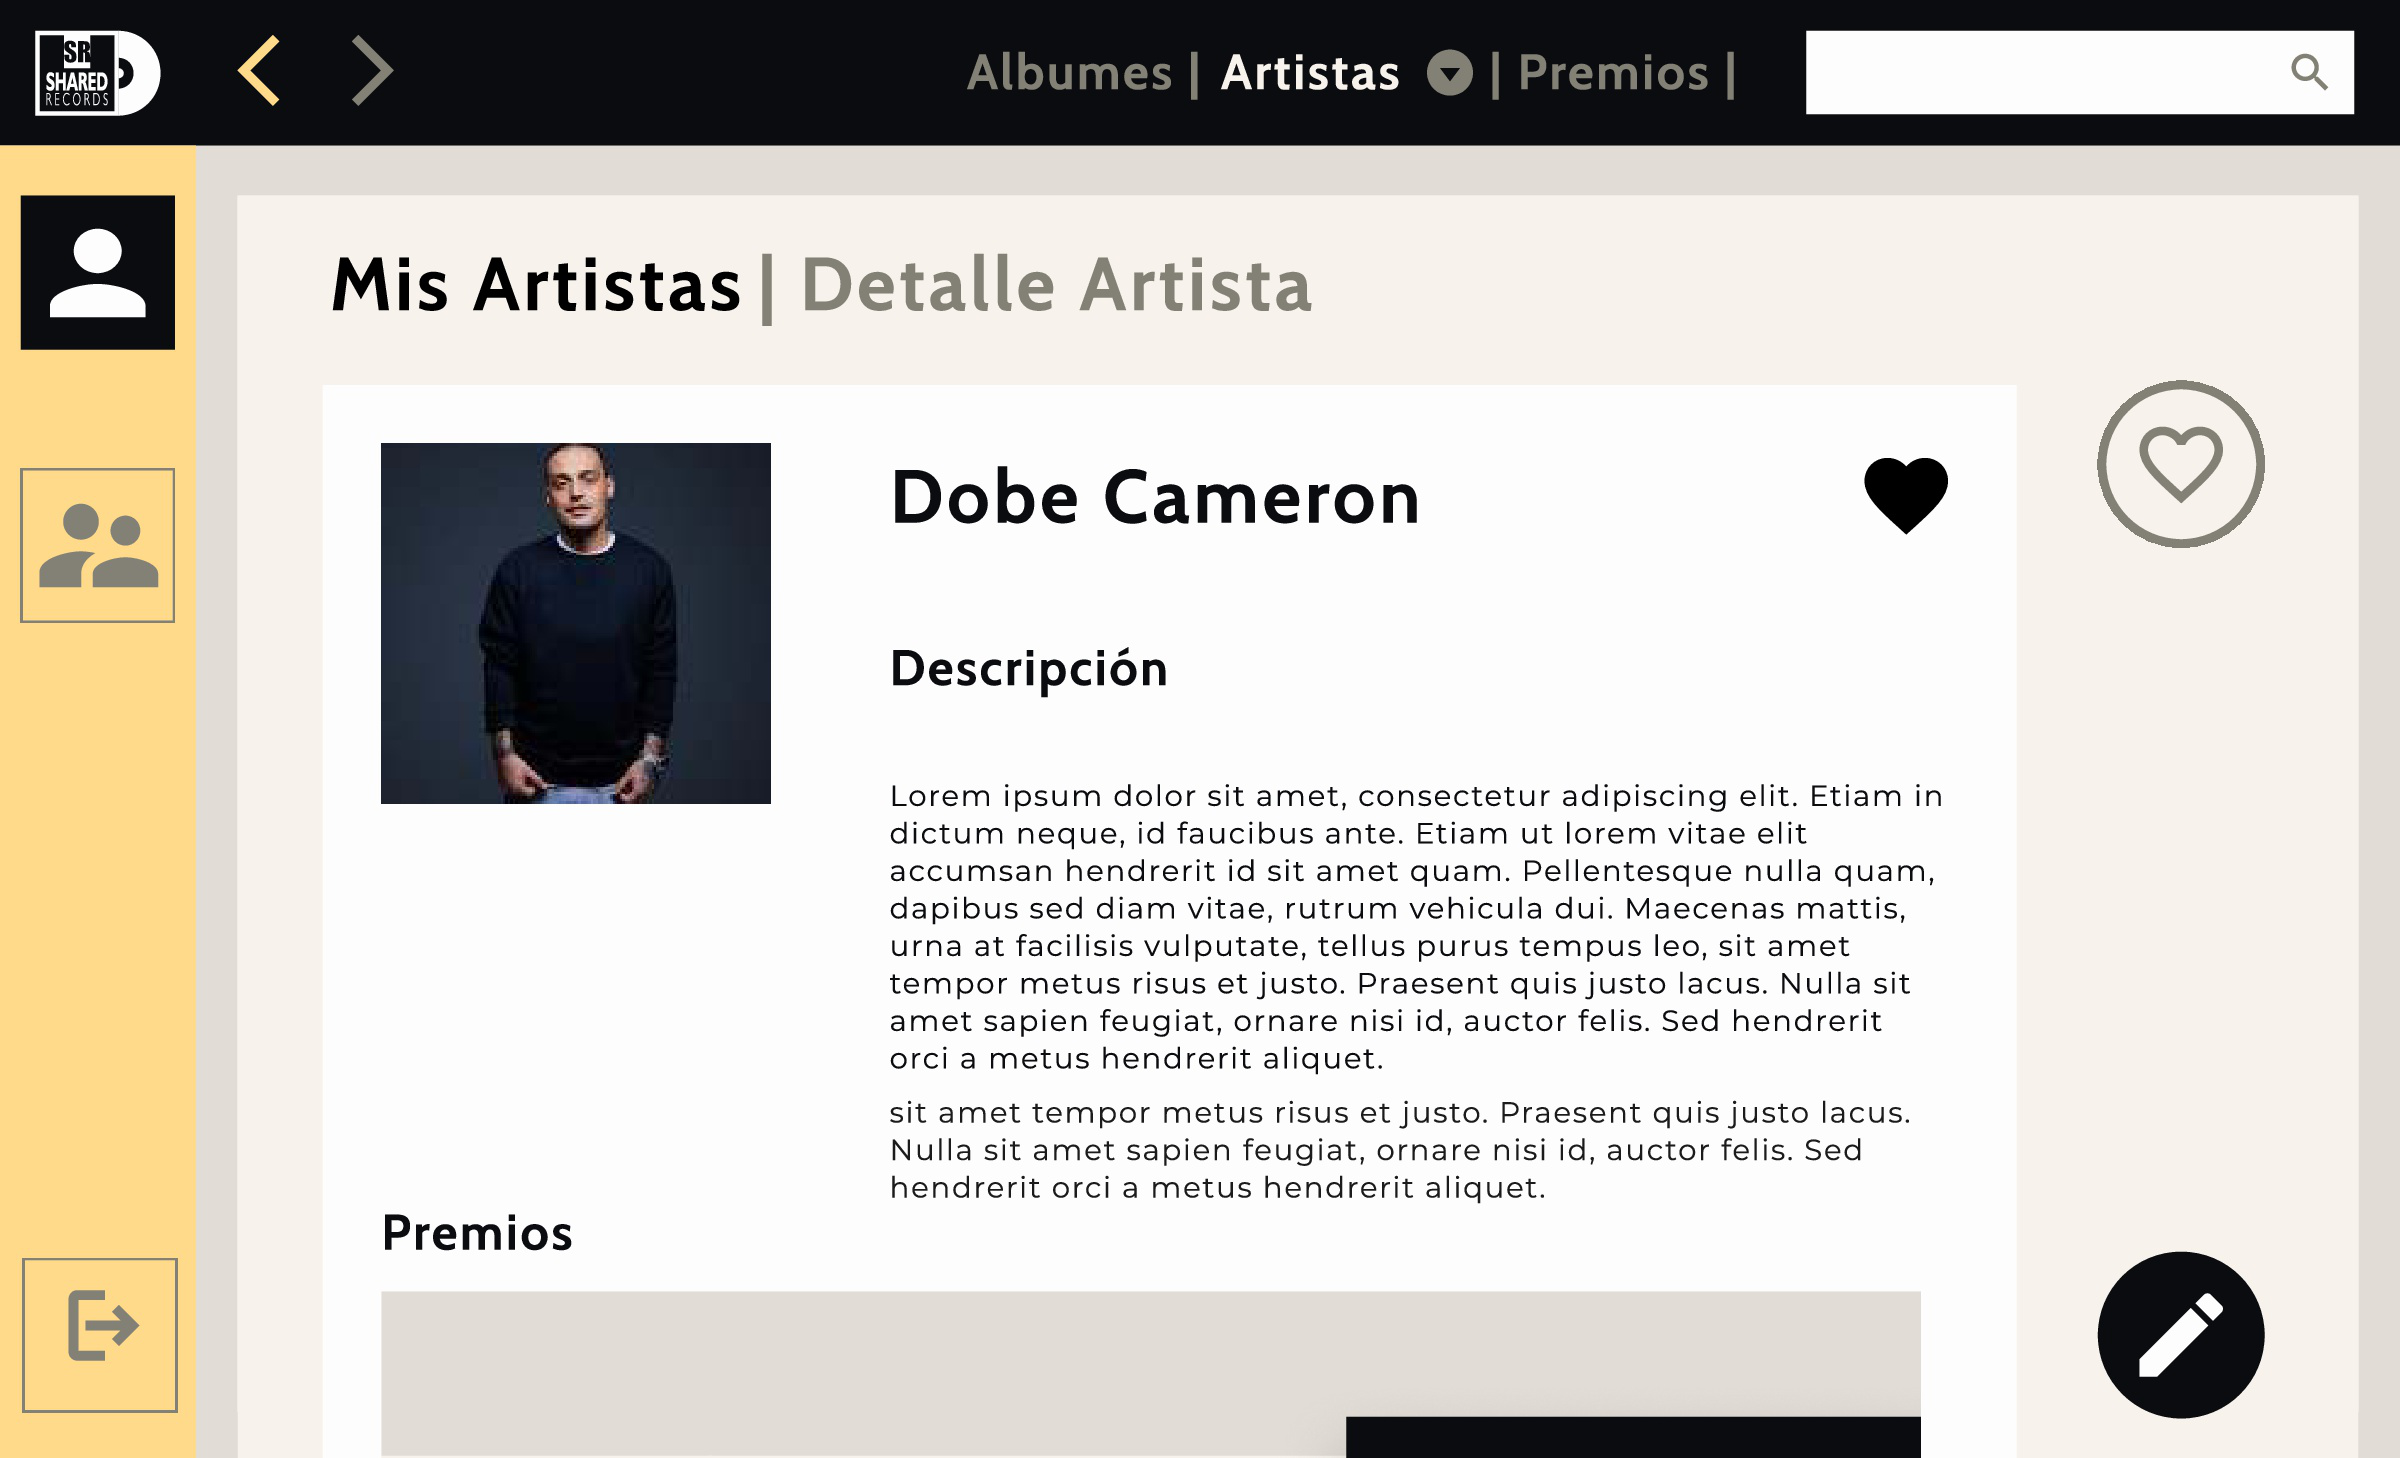 SR
SHARED
RECORDS
Albumes | Artistas | Premios |
Mis Artistas | Detalle Artista
Dobe Cameron
Descripción
Lorem ipsum dolor sit amet, consectetur adipiscing elit. Etiam in
dictum neque, id faucibus ante. Etiam ut lorem vitae elit
accumsan hendrerit id sit amet quam. Pellentesque nulla quam,
dapibus sed diam vitae, rutrum vehicula dui. Maecenas mattis,
urna at facilisis vulputate, tellus purus tempus leo, sit amet
tempor metus risus et justo. Praesent quis justo lacus. Nulla sit
amet sapien feugiat, ornare nisi id, auctor felis. Sed hendrerit
orci a metus hendrerit aliquet.
sit amet tempor metus risus et justo. Praesent quis justo lacus.
Nulla sit amet sapien feugiat, ornare nisi id, auctor felis. Sed
hendrerit orci a metus hendrerit aliquet.
Premios